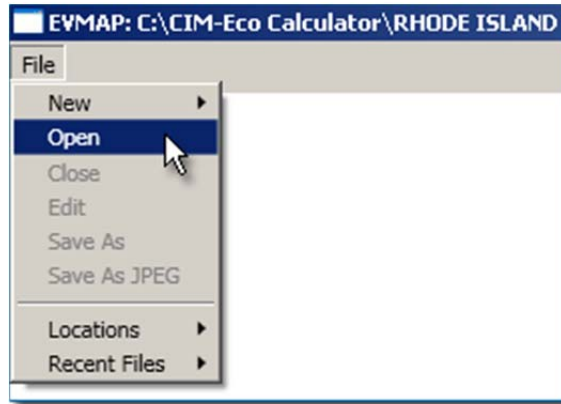 EVMAP: C:\CIM-Eco Calculator\RHODE ISLAND
File
New
Open
Close
Edit
Save As
Save As JPEG
Locations
Recent Files